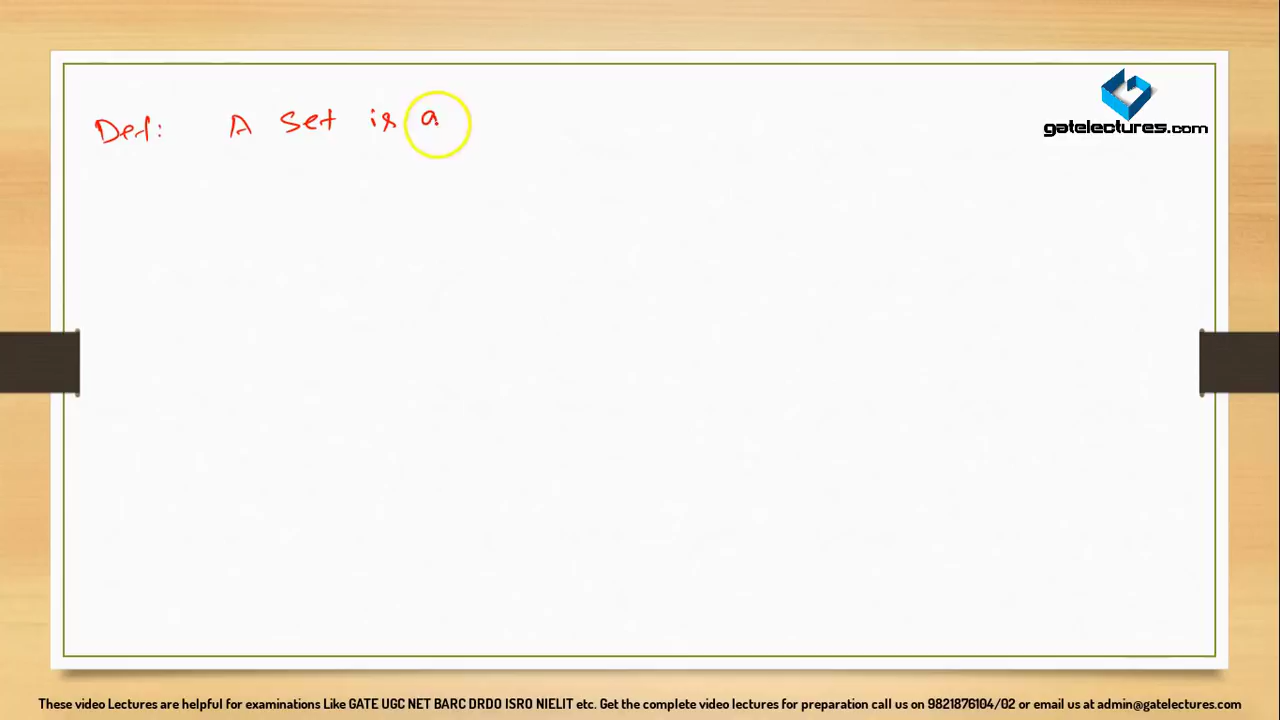 Def: A Set is a
gatelectures.com
These video Lectures are helpful for examinations Like GATE UGC NET BARC DRDO ISRO NIELIT etc. Get the complete video lectures for preparation call us on 9821876104/02 or email us at admin@gatelectures.com